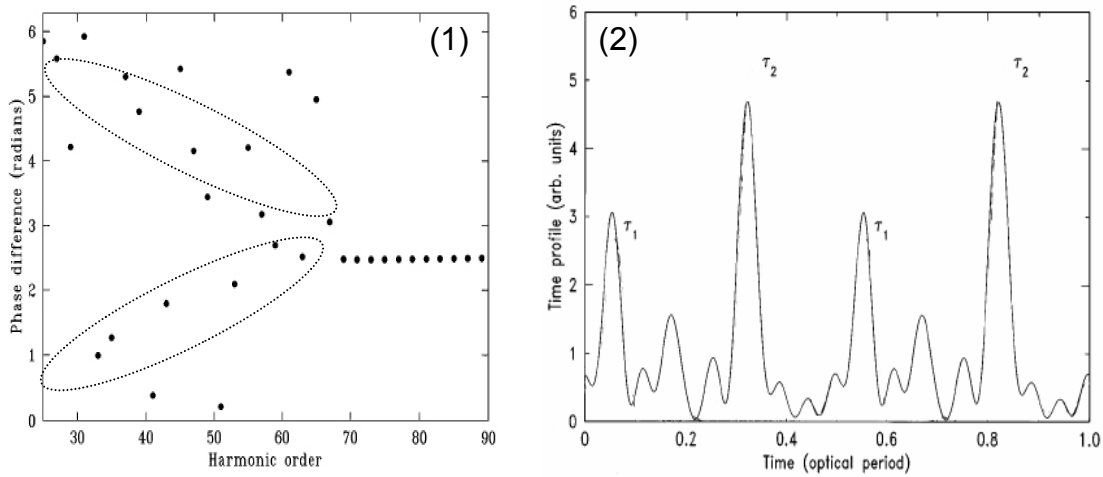 (1)
Phase difference (radians)
6
5
4
3
2
1
0
30 40 50 60 70 80 90
Harmonic order
(2)
Time profile (arb. units)
6
5
4
3
2
1
0
τ1
τ2
τ1
τ2
0 0.2 0.4 0.6 0.8 1.0
Time (optical period)